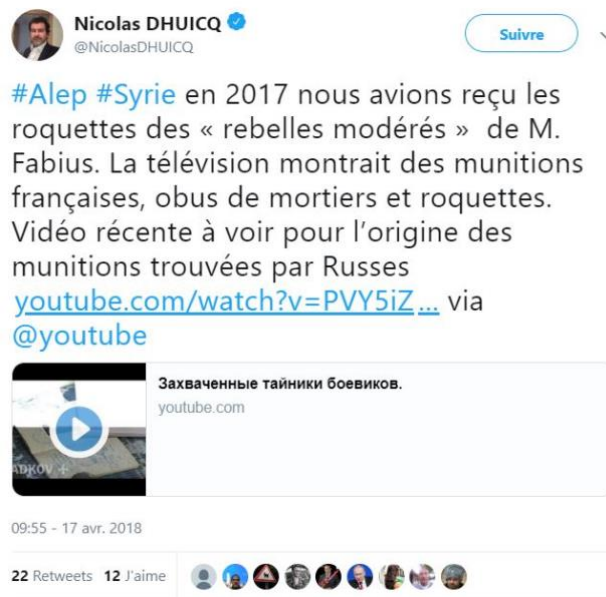 Nicolas DHUICQ
@NicolasDHUICQ
Suivre
#Alep #Syrie en 2017 nous avions reçu les
roquettes des « rebelles modérés » de M.
Fabius. La télévision montrait des munitions
françaises, obus de mortiers et roquettes.
Vidéo récente à voir pour l’origine des
munitions trouvées par Russes
youtube.com/watch?v=PVY5iZ… via
@youtube
Захваченные тайники боевиков.
youtube.com
ADKOV +
09:55 - 17 avr. 2018
22 Retweets 12 J'aime